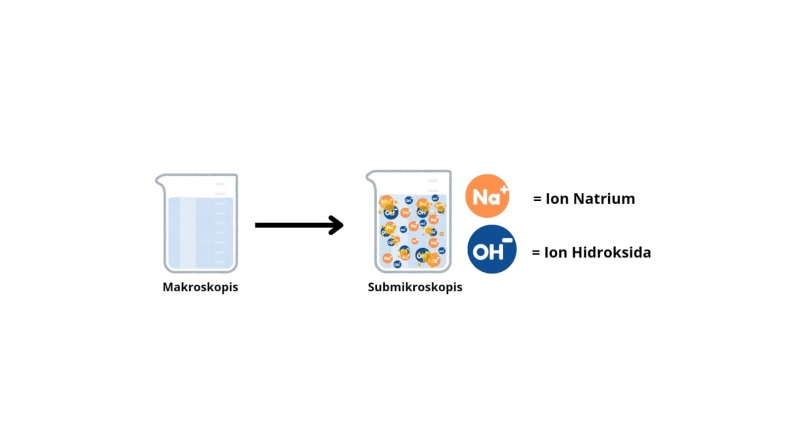 Na+
= Ion Natrium
OH−
= Ion Hidroksida
Makroskopis
Submikroskopis